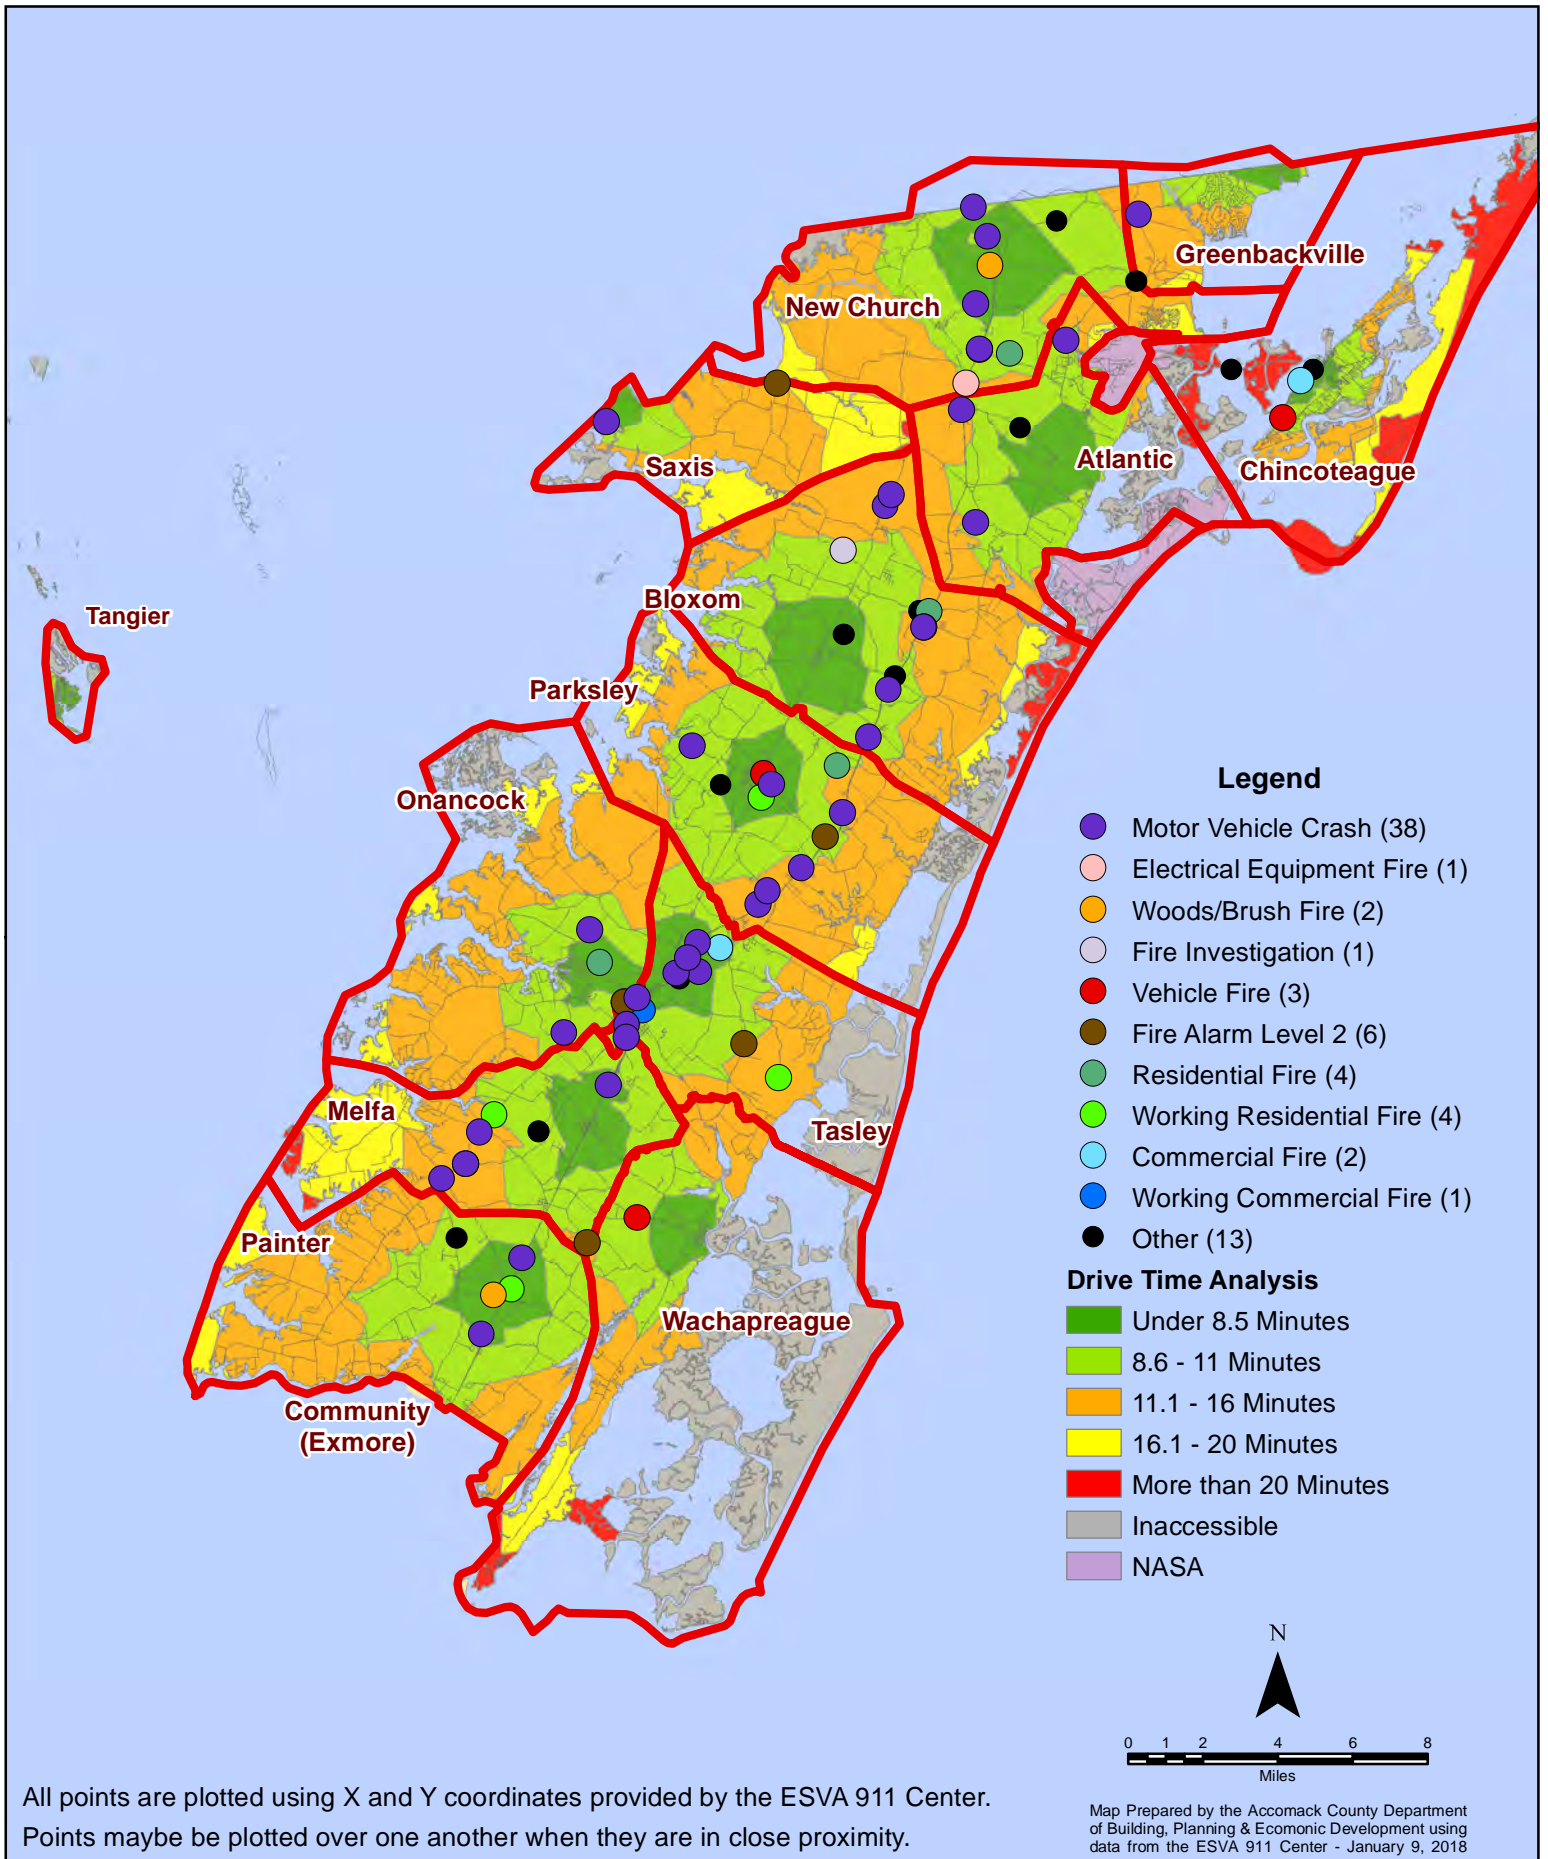 Greenbackville
New Church
Atlantic
Chincoteague
Saxis
Bloxom
Tangier
Parksley
Onancock
Melfa
Tasley
Painter
Wachapreague
Community
(Exmore)
Legend
Motor Vehicle Crash (38)
Electrical Equipment Fire (1)
Woods/Brush Fire (2)
Fire Investigation (1)
Vehicle Fire (3)
Fire Alarm Level 2 (6)
Residential Fire (4)
Working Residential Fire (4)
Commercial Fire (2)
Working Commercial Fire (1)
Other (13)
Drive Time Analysis
Under 8.5 Minutes
8.6 - 11 Minutes
11.1 - 16 Minutes
16.1 - 20 Minutes
More than 20 Minutes
Inaccessible
NASA
N
0 1 2 4 6 8
Miles
All points are plotted using X and Y coordinates provided by the ESVA 911 Center.
Points maybe be plotted over one another when they are in close proximity.
Map Prepared by the Accomack County Department
of Building, Planning & Ecomonic Development using
data from the ESVA 911 Center - January 9, 2018